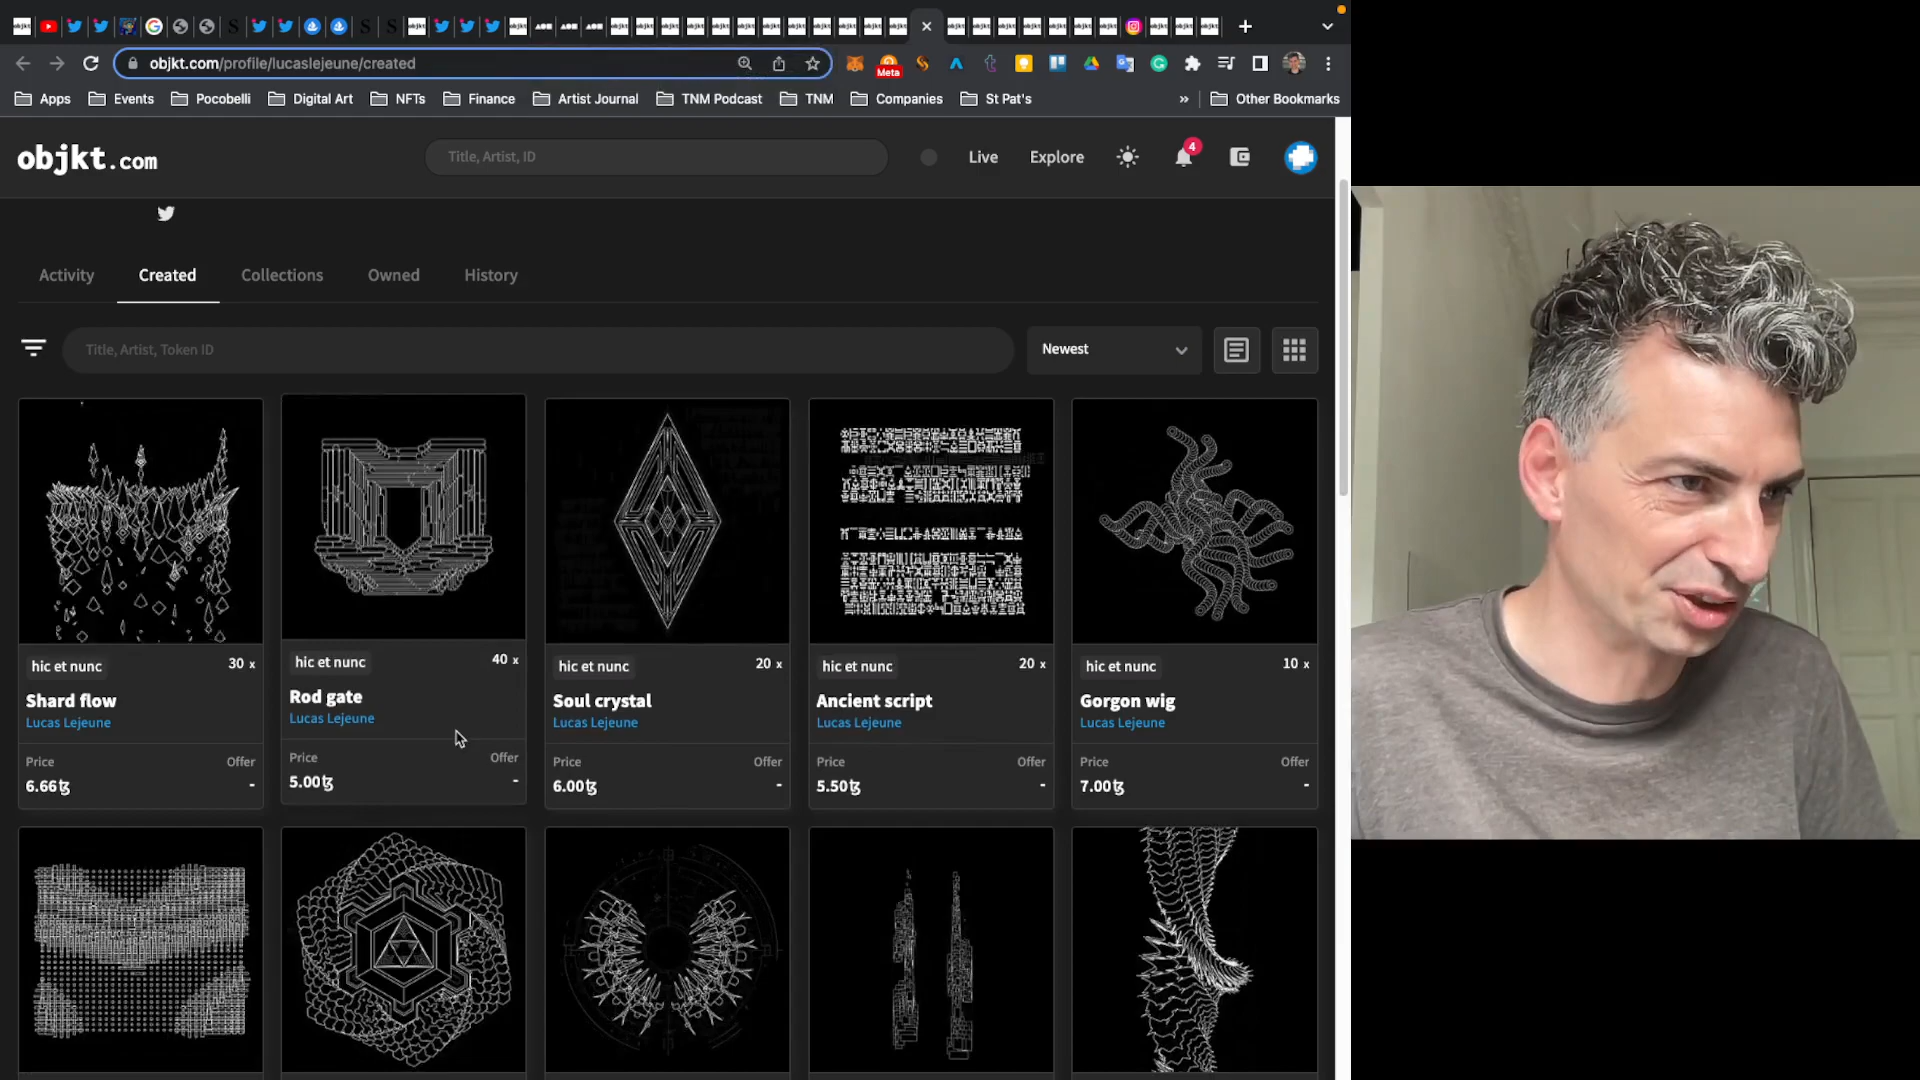 objkt.com/profile/lucaslejeune/created
Meta
Apps
Events
Pocobelli
Digital Art
NFTs
Finance
Artist Journal
TNM Podcast
TNM
Companies
St Pat's
»
Other Bookmarks
objkt.com
Title, Artist, ID
Live
Explore
4
Activity
Created
Collections
Owned
History
Title, Artist, Token ID
Newest
hic et nunc
30 x
Shard flow
Lucas Lejeune
Price
Offer
6.66ꜩ
-
hic et nunc
40 x
Rod gate
Lucas Lejeune
Price
Offer
5.00ꜩ
-
hic et nunc
20 x
Soul crystal
Lucas Lejeune
Price
Offer
6.00ꜩ
-
hic et nunc
20 x
Ancient script
Lucas Lejeune
Price
Offer
5.50ꜩ
-
hic et nunc
10 x
Gorgon wig
Lucas Lejeune
Price
Offer
7.00ꜩ
-